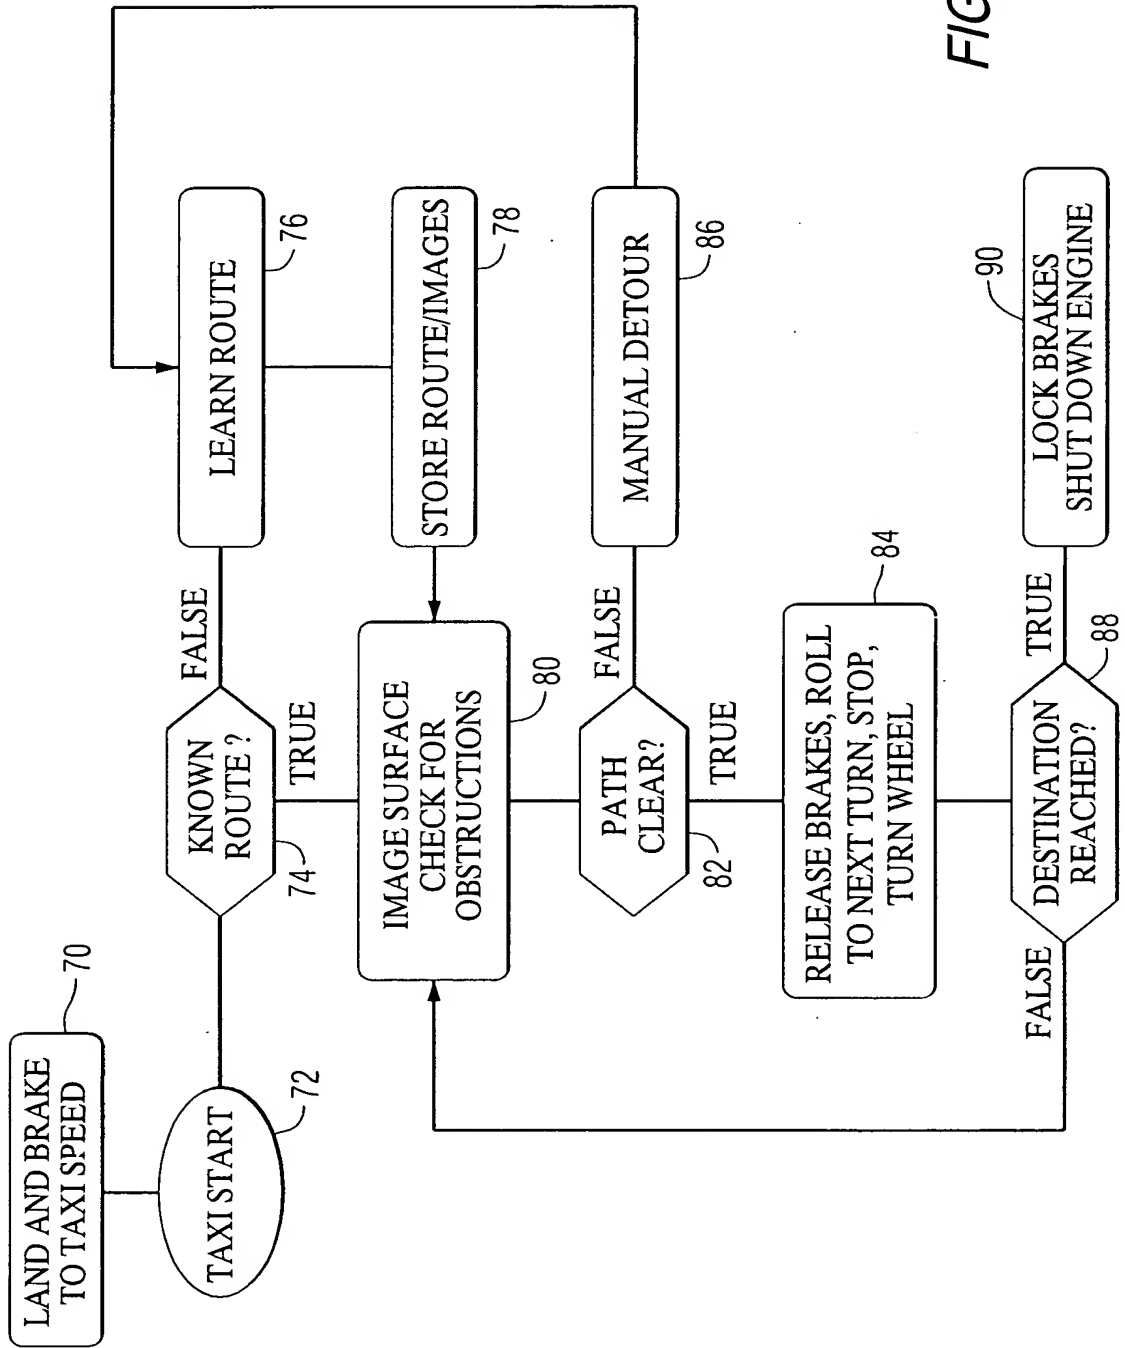 LAND AND BRAKE
TO TAXI SPEED
70
TAXI START
72
KNOWN
ROUTE ?
74
FALSE
TRUE
LEARN ROUTE
76
STORE ROUTE/IMAGES
78
IMAGE SURFACE
CHECK FOR
OBSTRUCTIONS
80
PATH
CLEAR?
82
FALSE
TRUE
MANUAL DETOUR
86
RELEASE BRAKES, ROLL
TO NEXT TURN, STOP,
TURN WHEEL
84
DESTINATION
REACHED?
88
FALSE
TRUE
LOCK BRAKES
SHUT DOWN ENGINE
90
FIG